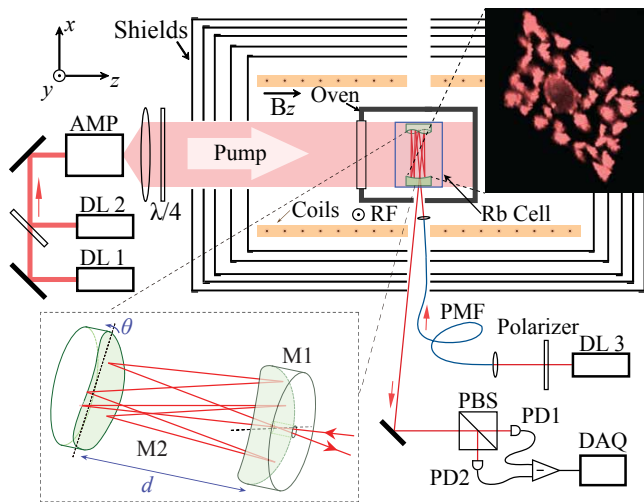 x
Shields
y
z
Bz
Oven
AMP
Pump
λ/4
DL 2
Coils
RF
Rb Cell
DL 1
PMF
θ
Polarizer
M1
DL 3
PBS
PD1
M2
DAQ
d
PD2